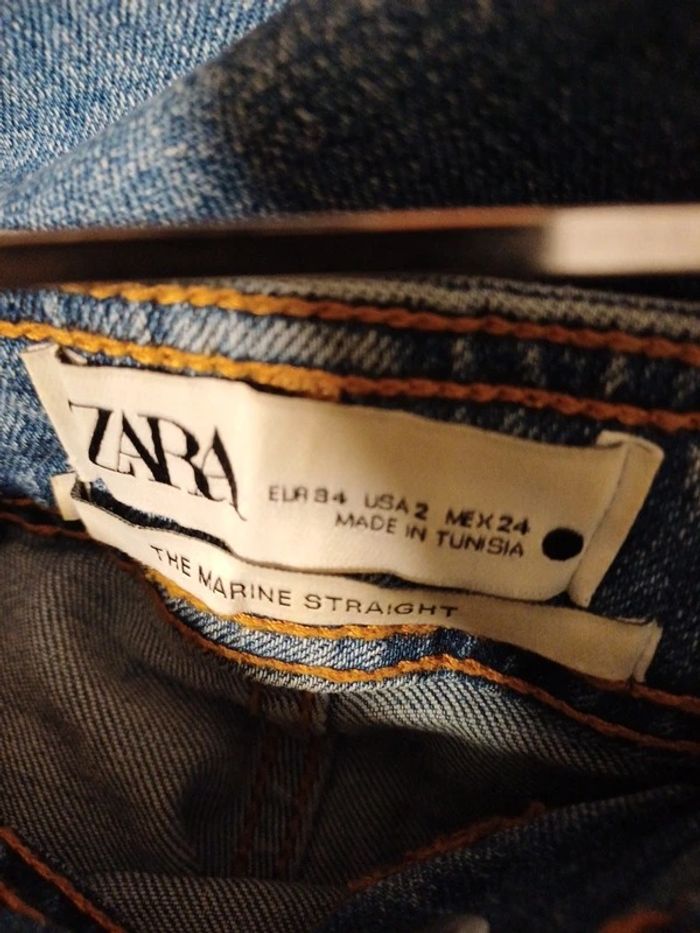 ZARA
EUR 34 USA 2 MEX 24
MADE IN TUNISIA
THE MARINE STRAIGHT